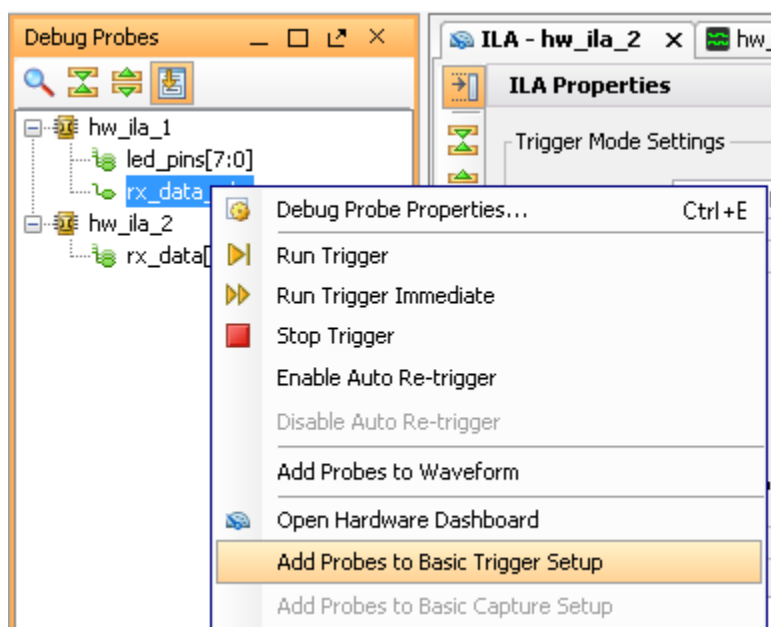 Debug Probes
ILA - hw_ila_2
hw_
ILA Properties
hw_ila_1
Trigger Mode Settings
led_pins[7:0]
rx_data_
Debug Probe Properties... Ctrl+E
hw_ila_2
rx_data[
Run Trigger
Run Trigger Immediate
Stop Trigger
Enable Auto Re-trigger
Disable Auto Re-trigger
Add Probes to Waveform
Open Hardware Dashboard
Add Probes to Basic Trigger Setup
Add Probes to Basic Capture Setup